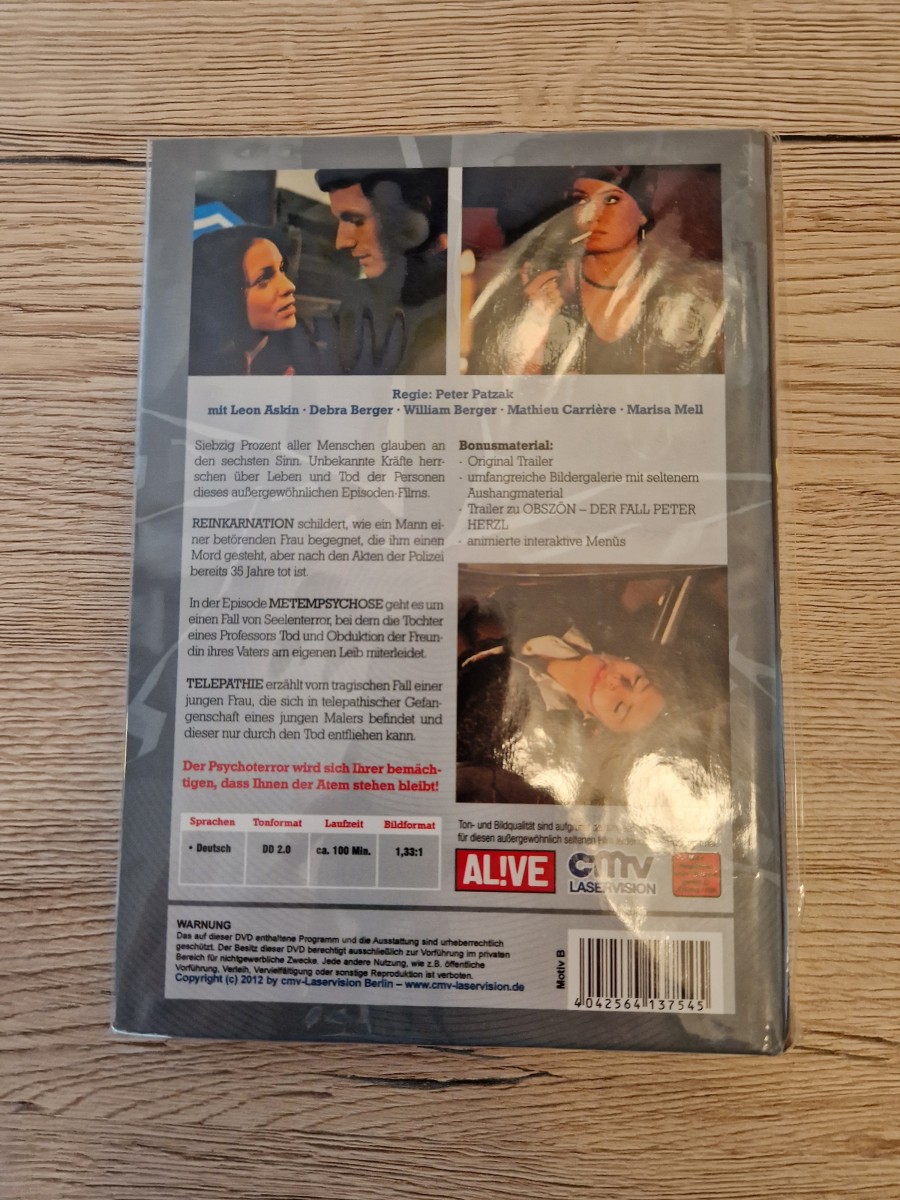 Regie: Peter Patzak
mit Leon Askin · Debra Berger · William Berger · Mathieu Carrière · Marisa Mell
Siebzig Prozent aller Menschen glauben an
den sechsten Sinn. Unbekannte Kräfte herr-
schen über Leben und Tod der Personen
dieses außergewöhnlichen Episoden-Films.
REINKARNATION schildert, wie ein Mann ei-
ner betörenden Frau begegnet, die ihm einen
Mord gesteht, aber nach den Akten der Polizei
bereits 35 Jahre tot ist.
In der Episode METEMPSYCHOSE geht es um
einen Fall von Seelenterror, bei dem die Tochter
eines Professors Tod und Obduktion der Freun-
din ihres Vaters am eigenen Leib miterleidet.
TELEPATHIE erzählt vom tragischen Fall einer
jungen Frau, die sich in telepathischer Gefan-
genschaft eines jungen Malers befindet und
dieser nur durch den Tod entfliehen kann.
Der Psychoterror wird sich Ihrer bemäch-
tigen, dass Ihnen der Atem stehen bleibt!
Bonusmaterial:
- Original Trailer
- umfangreiche Bildergalerie mit seltenem
Aushangmaterial
- Trailer zu OBSZÖN – DER FALL PETER
HERZL
- animierte interaktive Menüs
Sprachen Tonformat Laufzeit Bildformat
• Deutsch DD 2.0 ca. 100 Min. 1,33:1
Ton- und Bildqualität sind
für diesen außergewöhnlich seltenen
AL!VE
cmv
LASERVISION
WARNUNG
Das auf dieser DVD enthaltene Programm und die Ausstattung sind urheberrechtlich
geschützt. Der Besitz dieser DVD berechtigt ausschließlich zur Vorführung im privaten
Bereich für nichtgewerbliche Zwecke. Jede andere Nutzung, wie z.B. öffentliche
Vorführung, Verleih, Vervielfältigung oder sonstige Reproduktion ist verboten.
Copyright (c) 2012 by cmv-Laservision Berlin – www.cmv-laservision.de
Motiv B
4 042564 137545